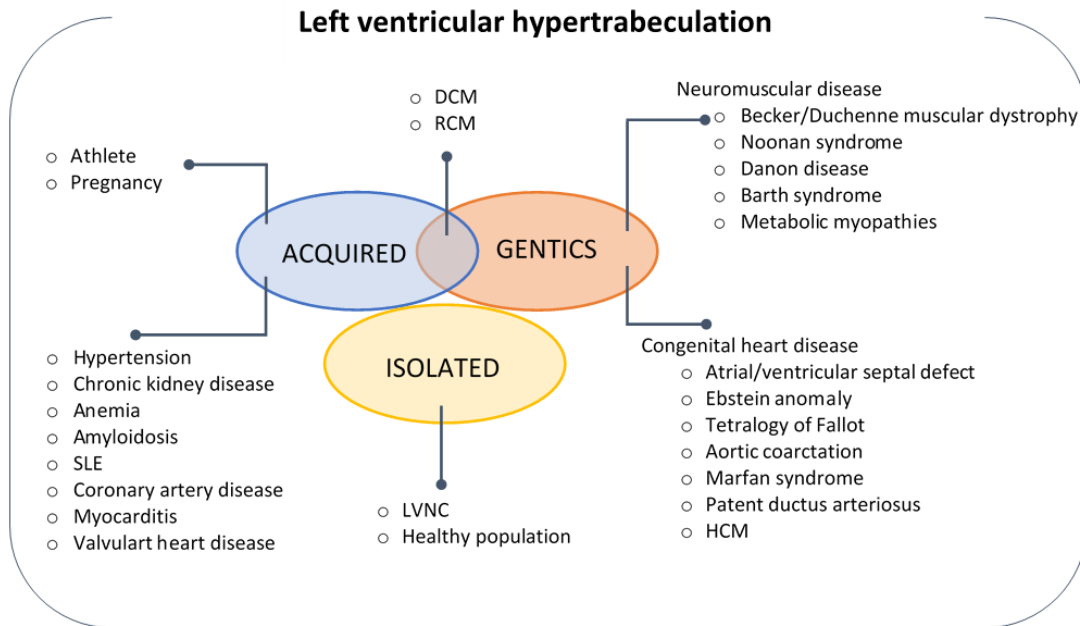 Left ventricular hypertrabeculation
○ DCM
○ RCM
○ Athlete
○ Pregnancy
Neuromuscular disease
○ Becker/Duchenne muscular dystrophy
○ Noonan syndrome
○ Danon disease
○ Barth syndrome
○ Metabolic myopathies
ACQUIRED
GENTICS
ISOLATED
○ Hypertension
○ Chronic kidney disease
○ Anemia
○ Amyloidosis
○ SLE
○ Coronary artery disease
○ Myocarditis
○ Valvulart heart disease
○ LVNC
○ Healthy population
Congenital heart disease
○ Atrial/ventricular septal defect
○ Ebstein anomaly
○ Tetralogy of Fallot
○ Aortic coarctation
○ Marfan syndrome
○ Patent ductus arteriosus
○ HCM